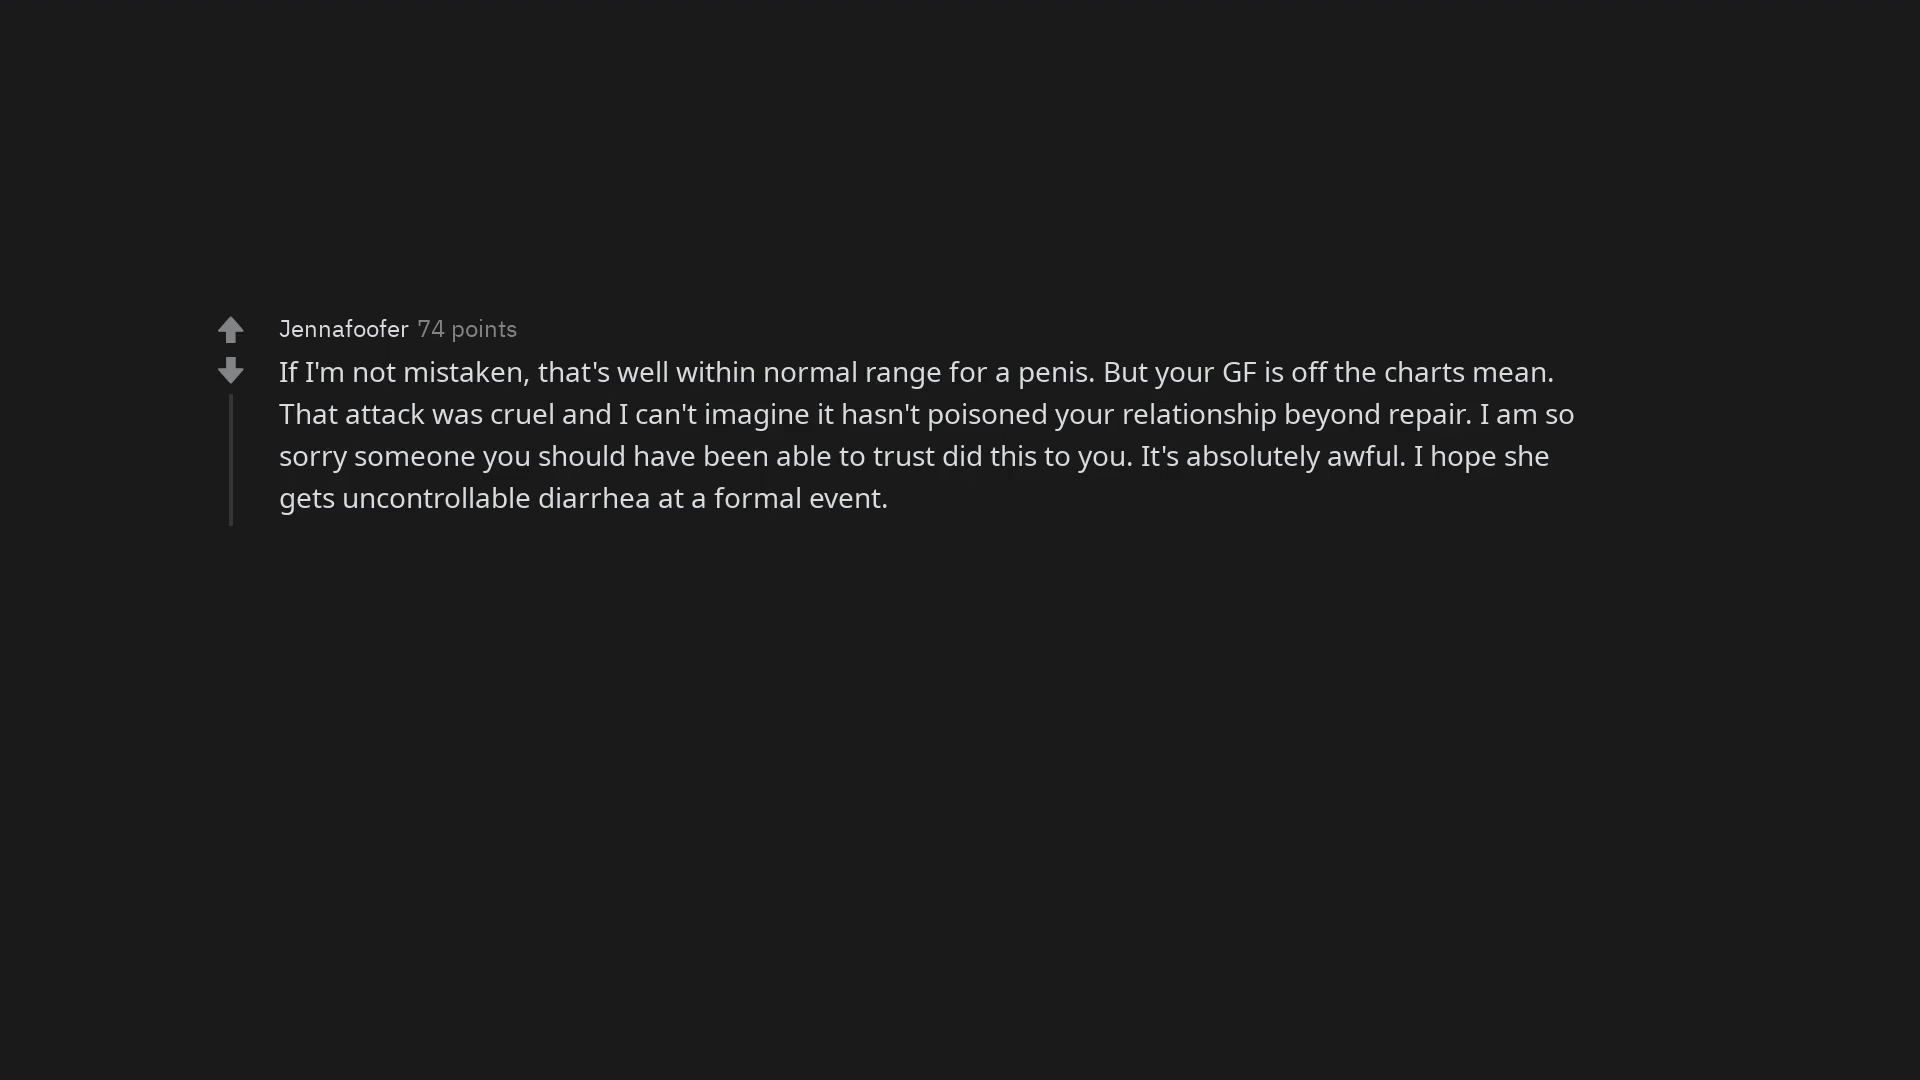 Jennafoofer 74 points
If I'm not mistaken, that's well within normal range for a penis. But your GF is off the charts mean.
That attack was cruel and I can't imagine it hasn't poisoned your relationship beyond repair. I am so
sorry someone you should have been able to trust did this to you. It's absolutely awful. I hope she
gets uncontrollable diarrhea at a formal event.